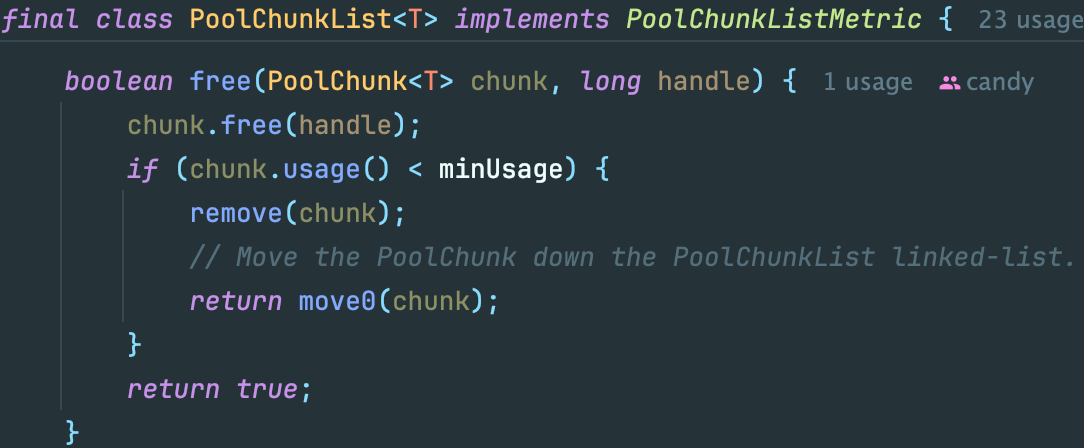 final class PoolChunkList<T> implements PoolChunkListMetric { 23 usage
boolean free(PoolChunk<T> chunk, long handle) { 1 usage candy
chunk.free(handle);
if (chunk.usage() < minUsage) {
remove(chunk);
// Move the PoolChunk down the PoolChunkList linked-list.
return move0(chunk);
}
return true;
}